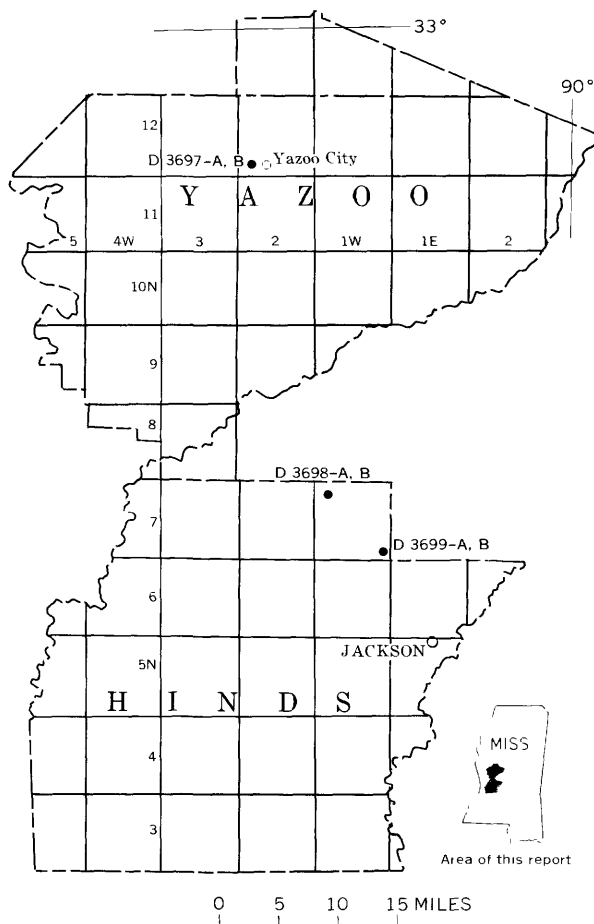 33°
90°
12
D 3697-A, B Yazoo City
Y A Z O O
11
5 4W 3 2 1W 1E 2
10N
9
8
D 3698-A, B
7
D 3699-A, B
6
JACKSON
5N
H I N D S
MISS
4
3
Area of this report
0 5 10 15 MILES